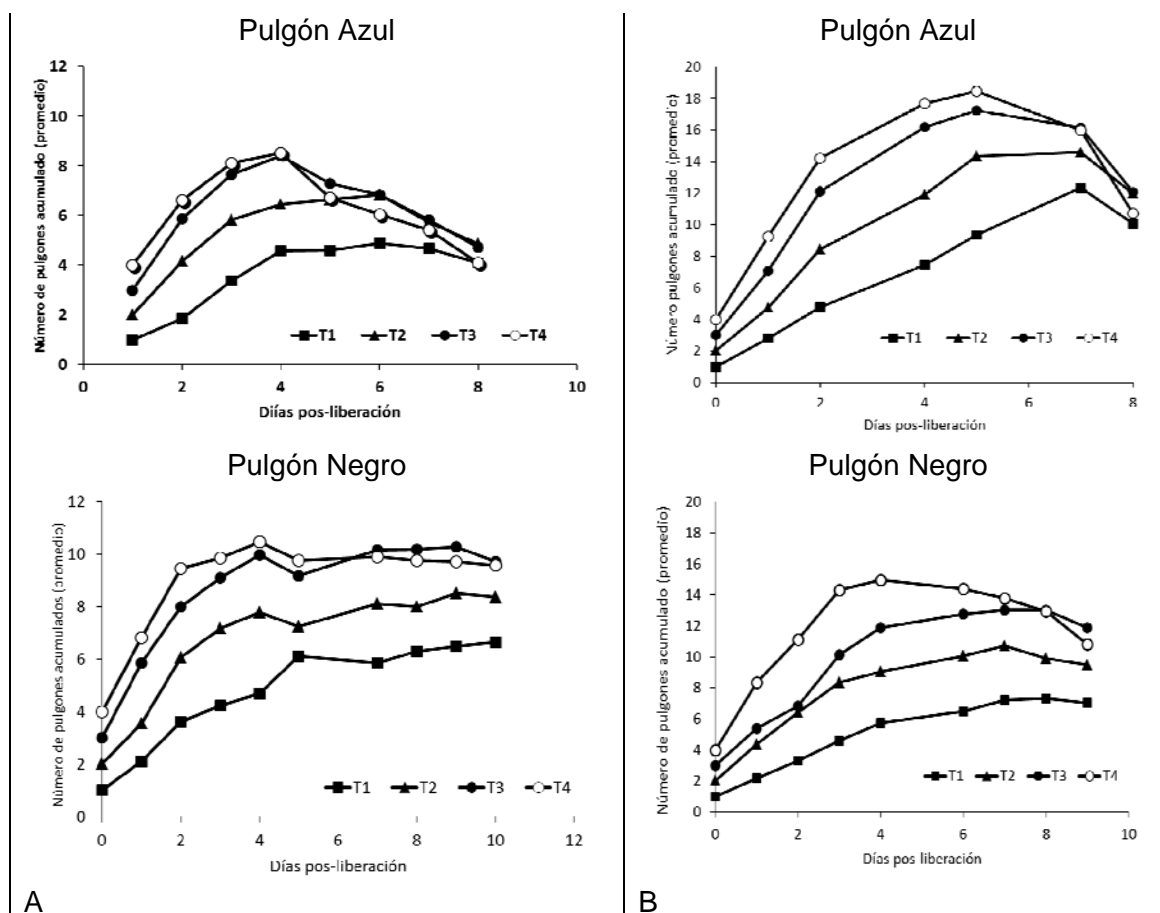 Pulgón Azul
Número de pulgones acumulado (promedio)
12
10
8
6
4
2
0
T1 T2 T3 T4
0 2 4 6 8 10
Diías pos-liberación
Pulgón Negro
Número de pulgones acumulados (promedio)
12
10
8
6
4
2
0
T1 T2 T3 T4
0 2 4 6 8 10 12
Días pos-liberación
A
Pulgón Azul
Número pulgones acumulado (promedio)
20
18
16
14
12
10
8
6
4
2
0
T1 T2 T3 T4
0 2 4 6 8
Días pos-liberación
Pulgón Negro
Número de pulgones acumulado (promedio)
20
18
16
14
12
10
8
6
4
2
0
T1 T2 T3 T4
0 2 4 6 8 10
Días pos liberación
B